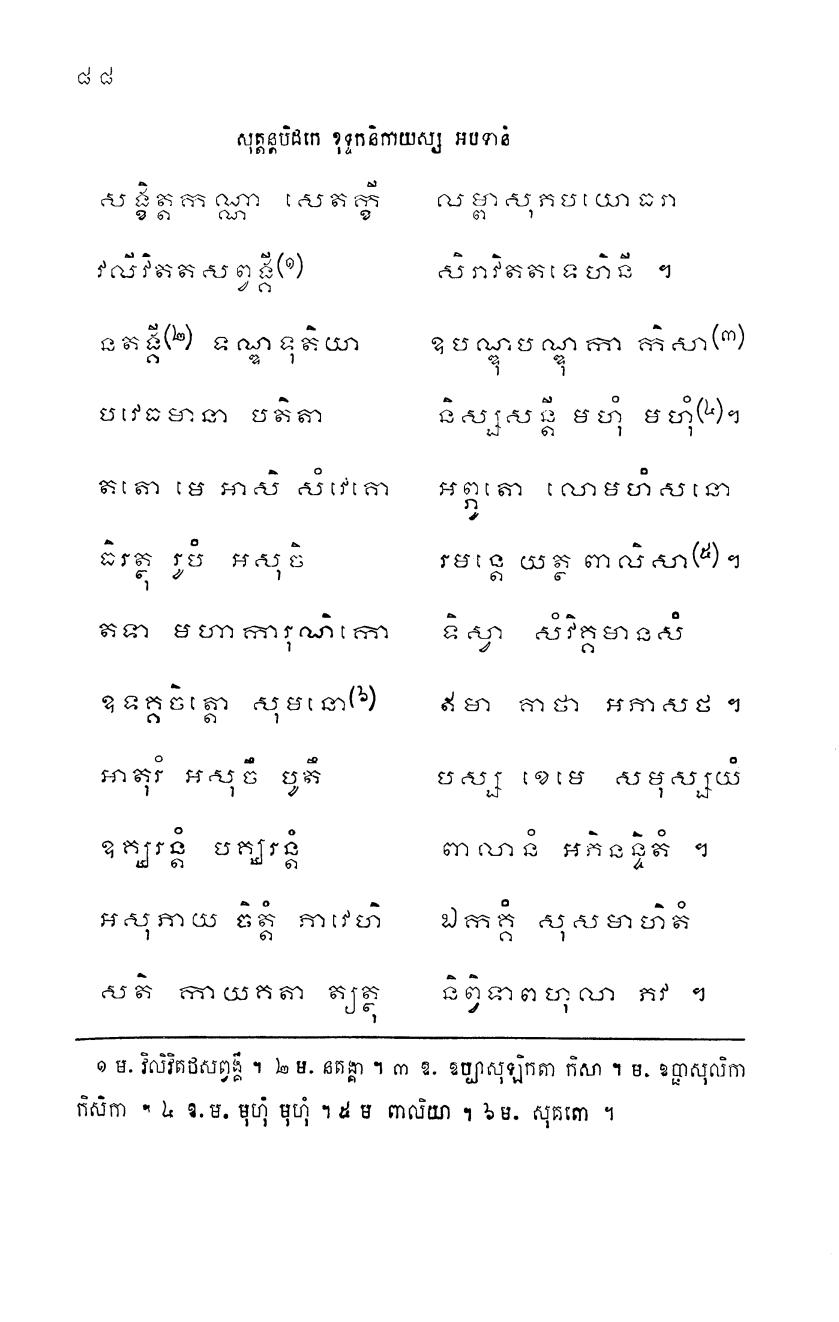 ៨៨
សុត្តន្តបិដកេ ខុទ្ទកនិកាយស្ស អបទានំ
សង្ខិត្តកណ្ណា សេតក្ខី លម្ពាសុភបយោធរា
វលីវិតតសព្វង្គី(១) សិរាវិតតទេហិនី ។
នតង្គី(២) ទណ្ឌទុតិយា ឧបណ្ឌុបណ្ឌុកា កិសា(៣)
បវេធមានា បតិតា និស្សសន្តី មហុំ មហុំ(៤)។
តតោ មេ អាសិ សំវេគោ អព្ភុតោ លោមហំសនោ
ធិរត្ថុ រូបំ អសុចិ រមន្តេ យត្ថ ពាលិសា(៥)។
តទា មហាការុណិកោ ទិស្វា សំវិគ្គមានសំ
ឧទគ្គចិត្តោ សុមនោ(៦) ឥមា គាថា អភាសថ ។
អាតុរំ អសុចឹ បូតឹ បស្ស ខេមេ សមុស្សយំ
ឧគ្ឃរន្តំ បគ្ឃរន្តំ ពាលានំ អភិនន្ទិតំ ។
អសុភាយ ចិត្តំ ភាវេហិ ឯកគ្គំ សុសមាហិតំ
សតិ កាយគតា ត្យត្ថុ និព្វិទាពហុលា ភវ ។
១ ម. វិលិវិតដសព្វង្គី ។ ២ ម. នតង្គា ។ ៣ ឧ. ឧប្បាសុឡិកតា កិសា ។ ម. ឧប្ផាសុលិកា
កិសិកា ។ ៤ ឧ.ម. មុហុំ មុហុំ ។ ៥ ម ពាលិយា ។ ៦ ម. សុគតោ ។